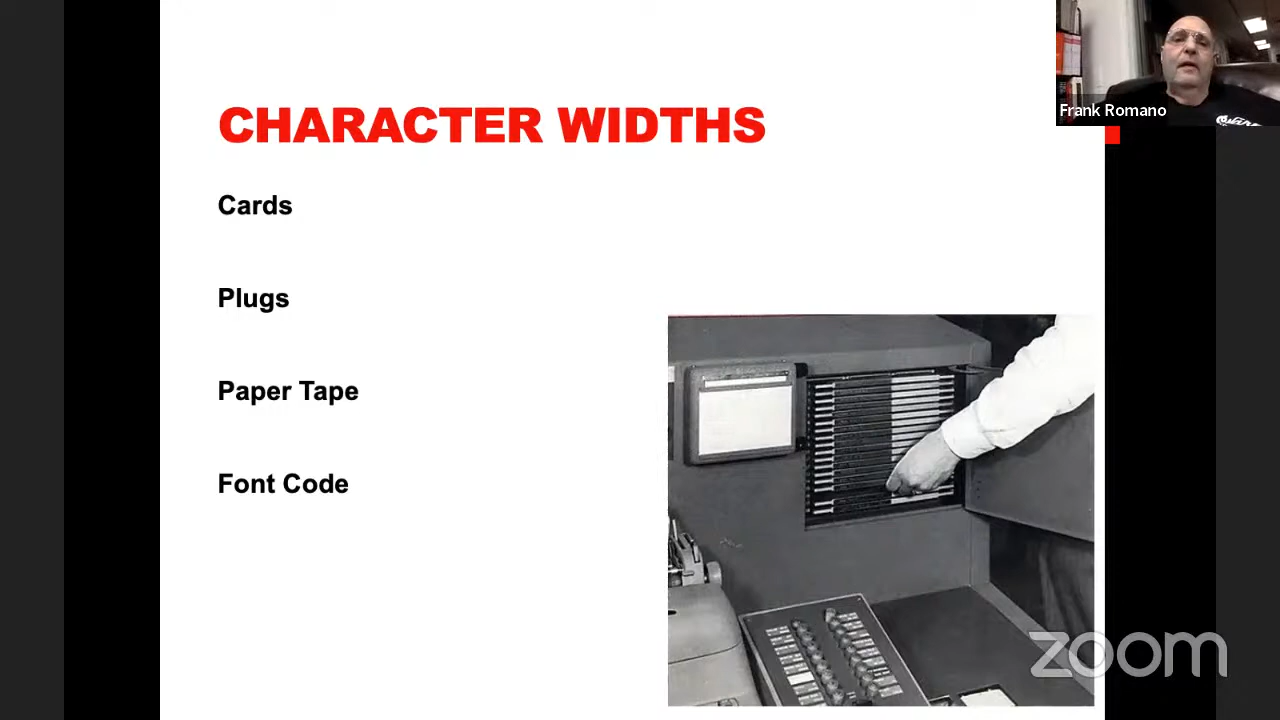 CHARACTER WIDTHS
Cards
Plugs
Paper Tape
Font Code
Frank Romano
zoom